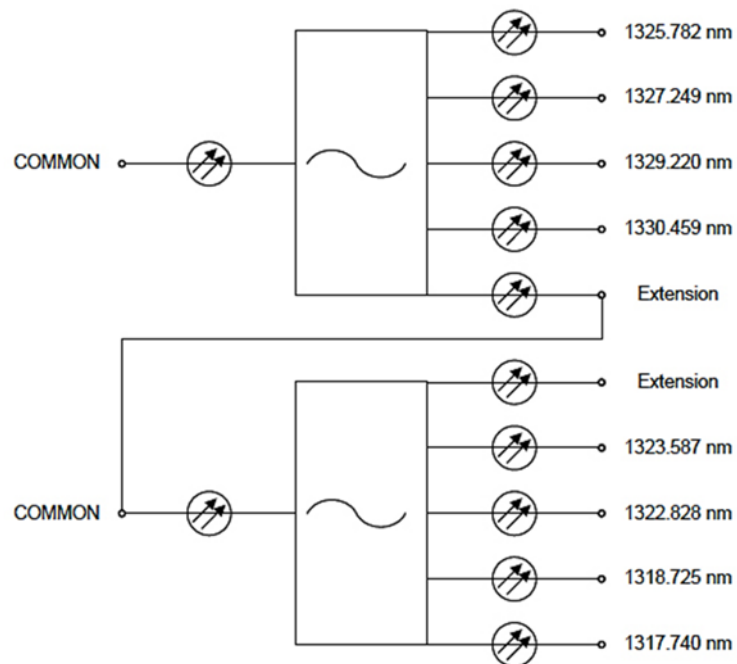 1325.782 nm
1327.249 nm
COMMON
1329.220 nm
1330.459 nm
Extension
Extension
1323.587 nm
COMMON
1322.828 nm
1318.725 nm
1317.740 nm